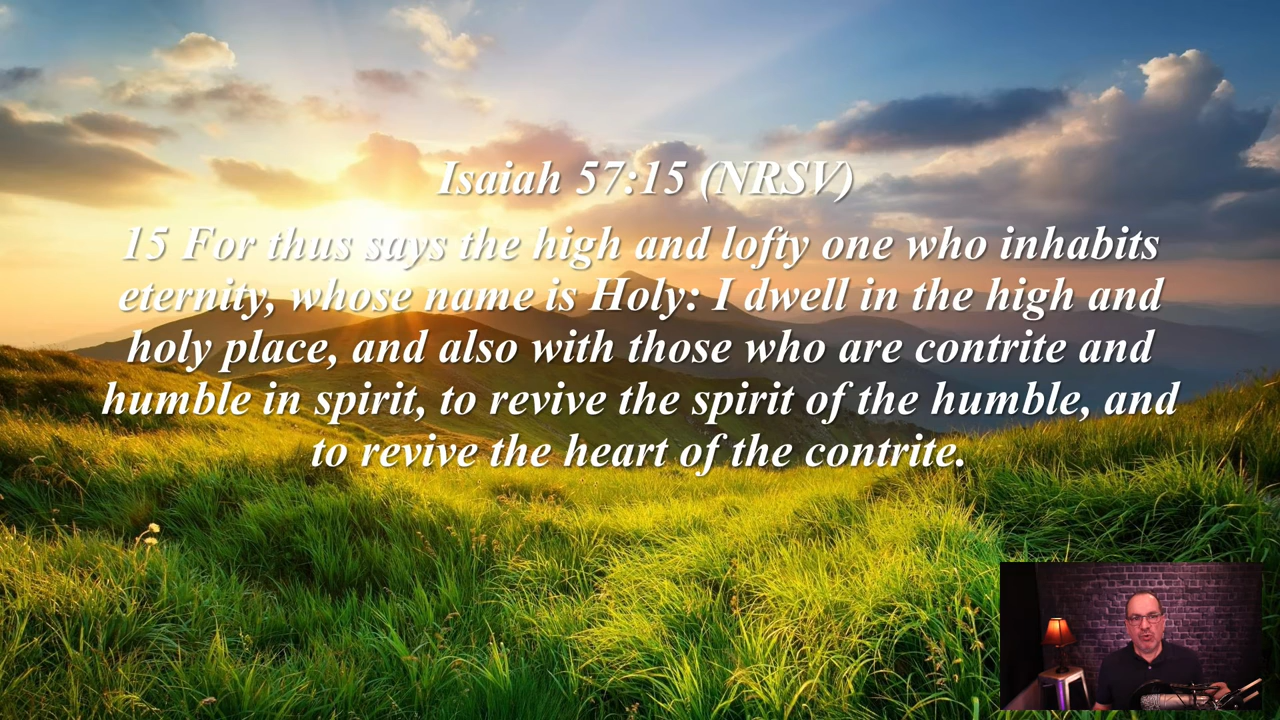 Isaiah 57:15 (NRSV)
15 For thus says the high and lofty one who inhabits
eternity, whose name is Holy: I dwell in the high and
holy place, and also with those who are contrite and
humble in spirit, to revive the spirit of the humble, and
to revive the heart of the contrite.